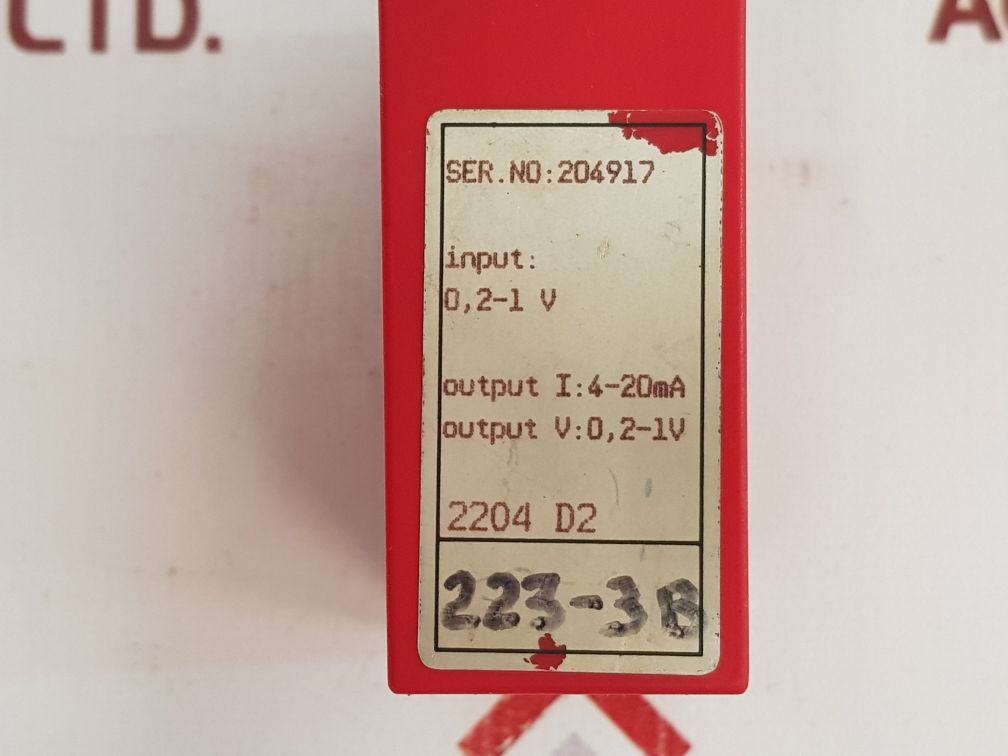 LTD.
SER.NO:204917
input:
0,2-1 V
output I:4-20mA
output V:0,2-1V
2204 D2
223-3B